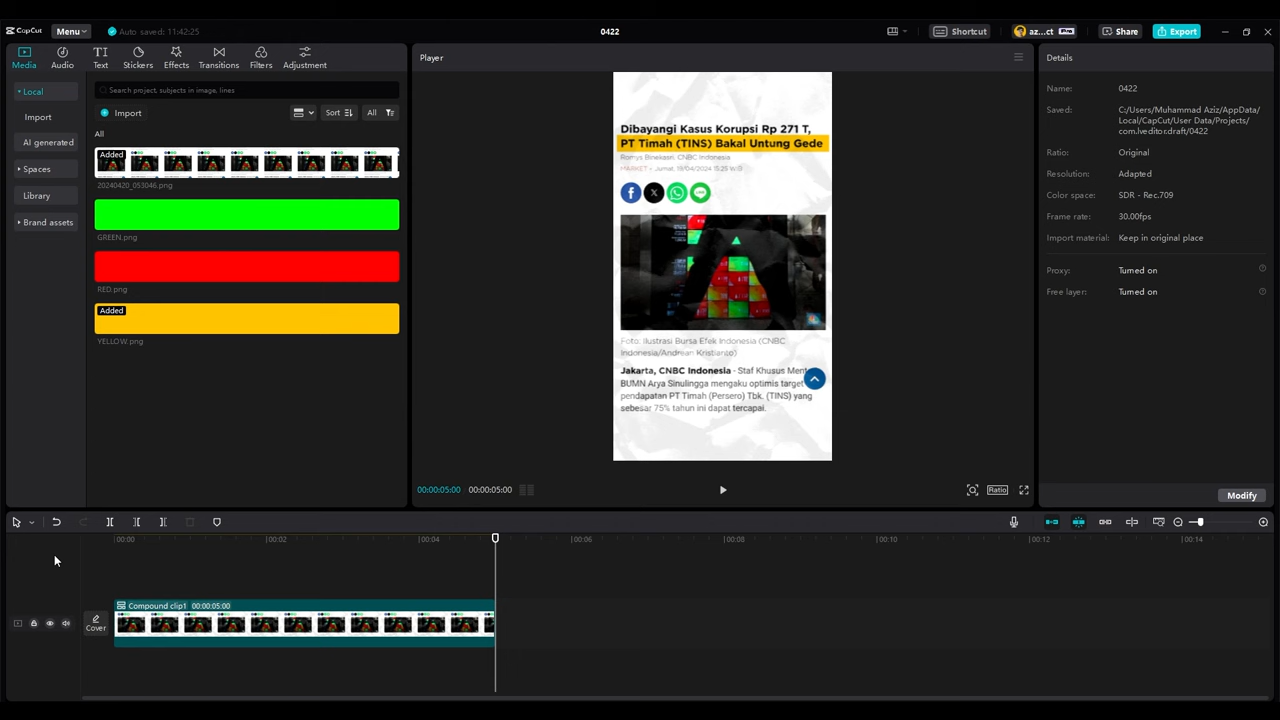 CapCut
Menu
Auto saved: 11:42:25
0422
Shortcut
az...ct
Pro
Share
Export
Media
Audio
Text
Stickers
Effects
Transitions
Filters
Adjustment
Local
Import
AI generated
Spaces
Library
Brand assets
Search project, subjects in image, lines
Import
Sort
All
All
Added
20240420_053046.png
GREEN.png
RED.png
Added
YELLOW.png
Player
Dibayangi Kasus Korupsi Rp 271 T,
PT Timah (TINS) Bakal Untung Gede
Romys Binekasri, CNBC Indonesia
MARKET - Jumat, 19/04/2024 15:25 WIB
Foto: Ilustrasi Bursa Efek Indonesia (CNBC
Indonesia/Andrean Kristianto)
Jakarta, CNBC Indonesia - Staf Khusus Mente
BUMN Arya Sinulingga mengaku optimis target
pendapatan PT Timah (Persero) Tbk. (TINS) yang
sebesar 75% tahun ini dapat tercapai.
00:00:05:00
00:00:05:00
Ratio
Details
Name: 0422
Saved: C:/Users/Muhammad Aziz/AppData/
Local/CapCut/User Data/Projects/
com.lveditor.draft/0422
Ratio: Original
Resolution: Adapted
Color space: SDR - Rec.709
Frame rate: 30.00fps
Import material: Keep in original place
Proxy: Turned on
Free layer: Turned on
Modify
00:00
00:02
00:04
00:06
00:08
00:10
00:12
00:14
Compound clip1 00:00:05:00
Cover